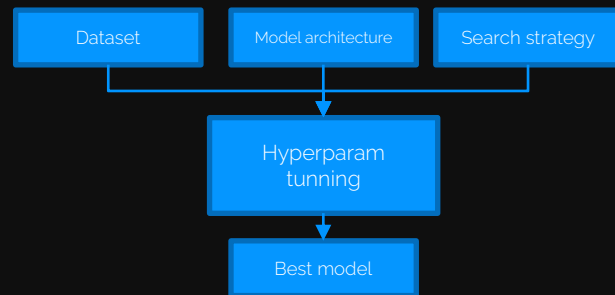 Dataset
Model architecture
Search strategy
Hyperparam
tunning
Best model